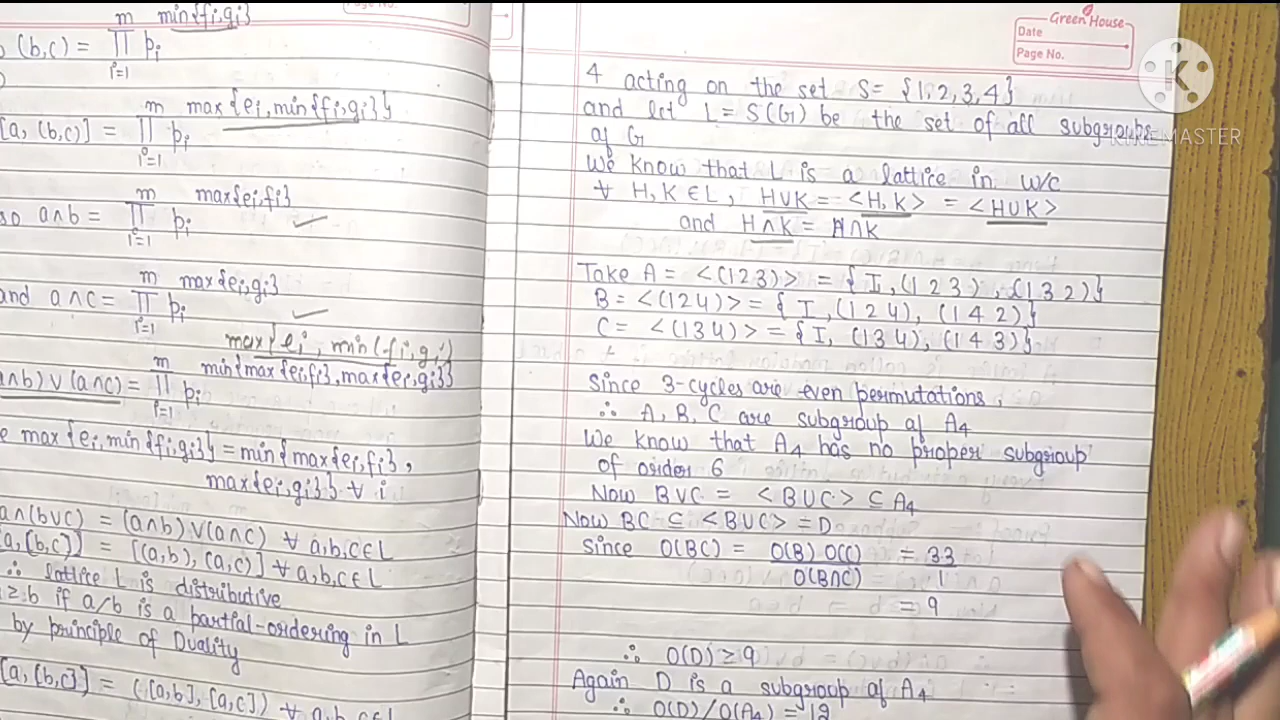 m min{fi,gi}
(b,c) = ∏ pi
i=1
m max{ei,min{fi,gi}}
[a, (b,c)] = ∏ pi
i=1
m max{ei,fi}
so a∧b = ∏ pi
i=1
m max{ei,gi}
and a∧c = ∏ pi
i=1
max{ei, min(fi,gi)}
m min{max{ei,fi}, max{ei,gi}}
∧b) ∨ (a∧c) = ∏ pi
i=1
e max{ei,min{fi,gi}} = min{max{ei,fi},
max{ei,gi}} ∀ i
a∧(b∪c) = (a∧b) ∨ (a∧c) ∀ a,b,c∈L
[a,(b,c)] = [(a,b), (a,c)] ∀ a,b,c∈L
∴ lattice L is distributive
≥b if a/b is a partial-ordering in L
by principle of Duality
[a,(b,c)] = ([a,b], [a,c]) ∀ a,b,c∈L
Green House
Date
Page No.
4 acting on the set S= {1,2,3,4}
and let L= S(G) be the set of all subgroups
of G
We know that L is a lattice in w/c
∀ H, K ∈ L, H∪K = <H,K> = <H∪K>
and H∧K = H∩K
Take A = <(123)> = {I,(1 2 3), (1 3 2)}
B = <(124)> = {I,(1 2 4), (1 4 2)}
C = <(134)> = {I, (1 3 4), (1 4 3)}
Since 3-cycles are even permutations,
∴ A, B, C are subgroup of A4
We know that A4 has no proper subgroup
of order 6
Now B∨C = <B∪C> ⊆ A4
Now BC ⊆ <B∪C> = D
Since O(BC) = O(B) O(C) = 33
O(B∩C) 1
= 9
∴ O(D) ≥ 9
Again D is a subgroup of A4
∴ O(D)/O(A4) = 12
KINEMASTER